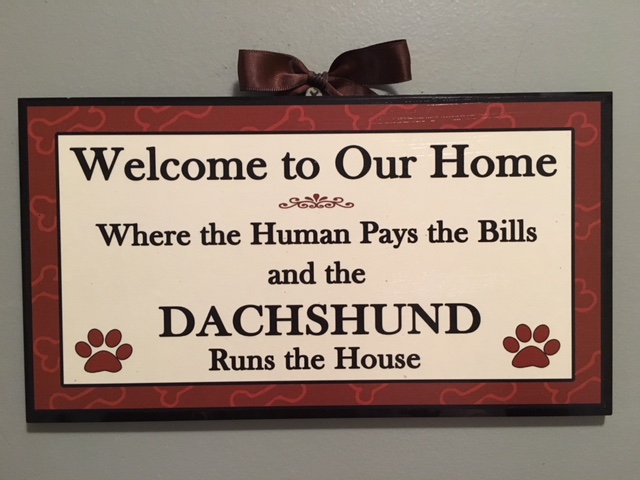 Welcome to Our Home
Where the Human Pays the Bills
and the
DACHSHUND
Runs the House